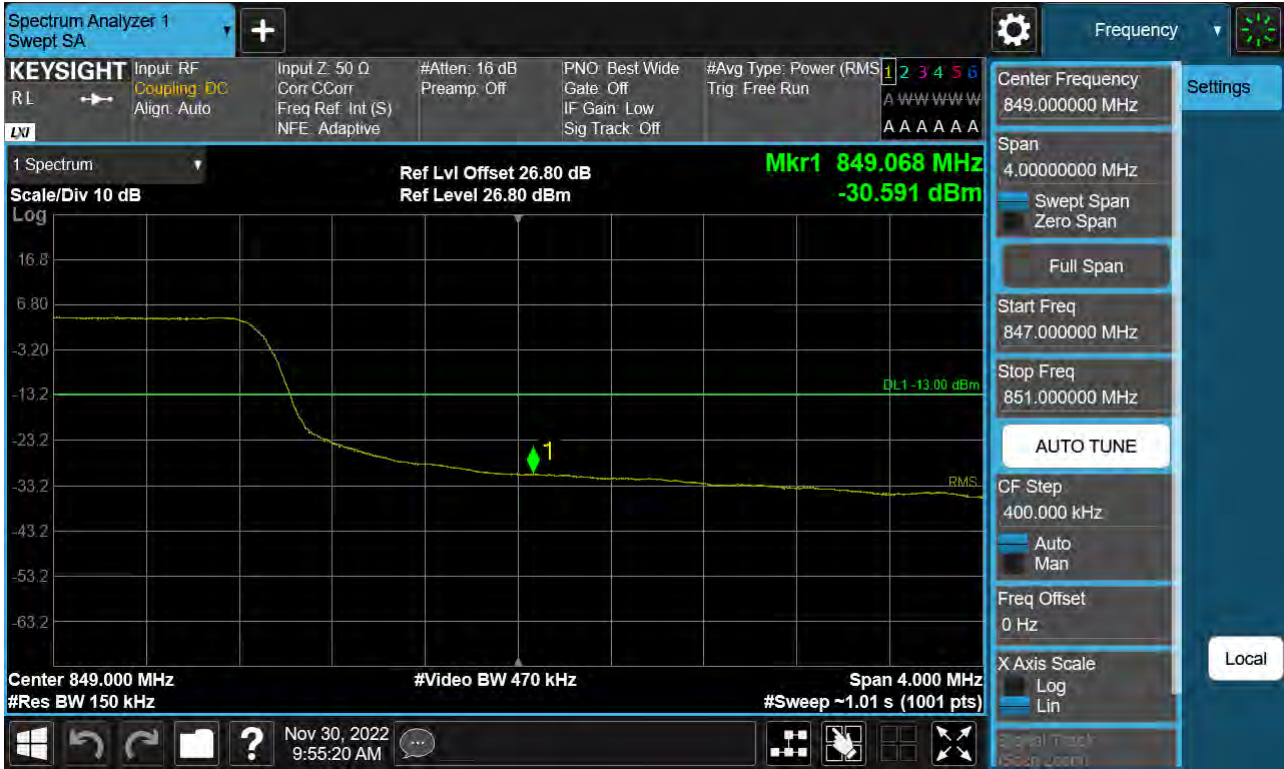 Spectrum Analyzer 1
Swept SA
+
Frequency
KEYSIGHT
RL
LXI
Input: RF
Coupling: DC
Align: Auto
Input Z: 50 Ω
Corr CCorr
Freq Ref: Int (S)
NFE: Adaptive
#Atten: 16 dB
Preamp: Off
PNO: Best Wide
Gate: Off
IF Gain: Low
Sig Track: Off
#Avg Type: Power (RMS
Trig: Free Run
1 2 3 4 5 6
A W W W W W
A A A A A A
1 Spectrum
Scale/Div 10 dB
Log
Ref Lvl Offset 26.80 dB
Ref Level 26.80 dBm
Mkr1 849.068 MHz
-30.591 dBm
16.8
6.80
-3.20
-13.2
-23.2
-33.2
-43.2
-53.2
-63.2
DL1 -13.00 dBm
1
RMS
Center 849.000 MHz
#Res BW 150 kHz
#Video BW 470 kHz
Span 4.000 MHz
#Sweep ~1.01 s (1001 pts)
Center Frequency
849.000000 MHz
Settings
Span
4.00000000 MHz
Swept Span
Zero Span
Full Span
Start Freq
847.000000 MHz
Stop Freq
851.000000 MHz
AUTO TUNE
CF Step
400.000 kHz
Auto
Man
Freq Offset
0 Hz
X Axis Scale
Log
Lin
Local
Signal Track
(Span Zoom)
?
Nov 30, 2022
9:55:20 AM